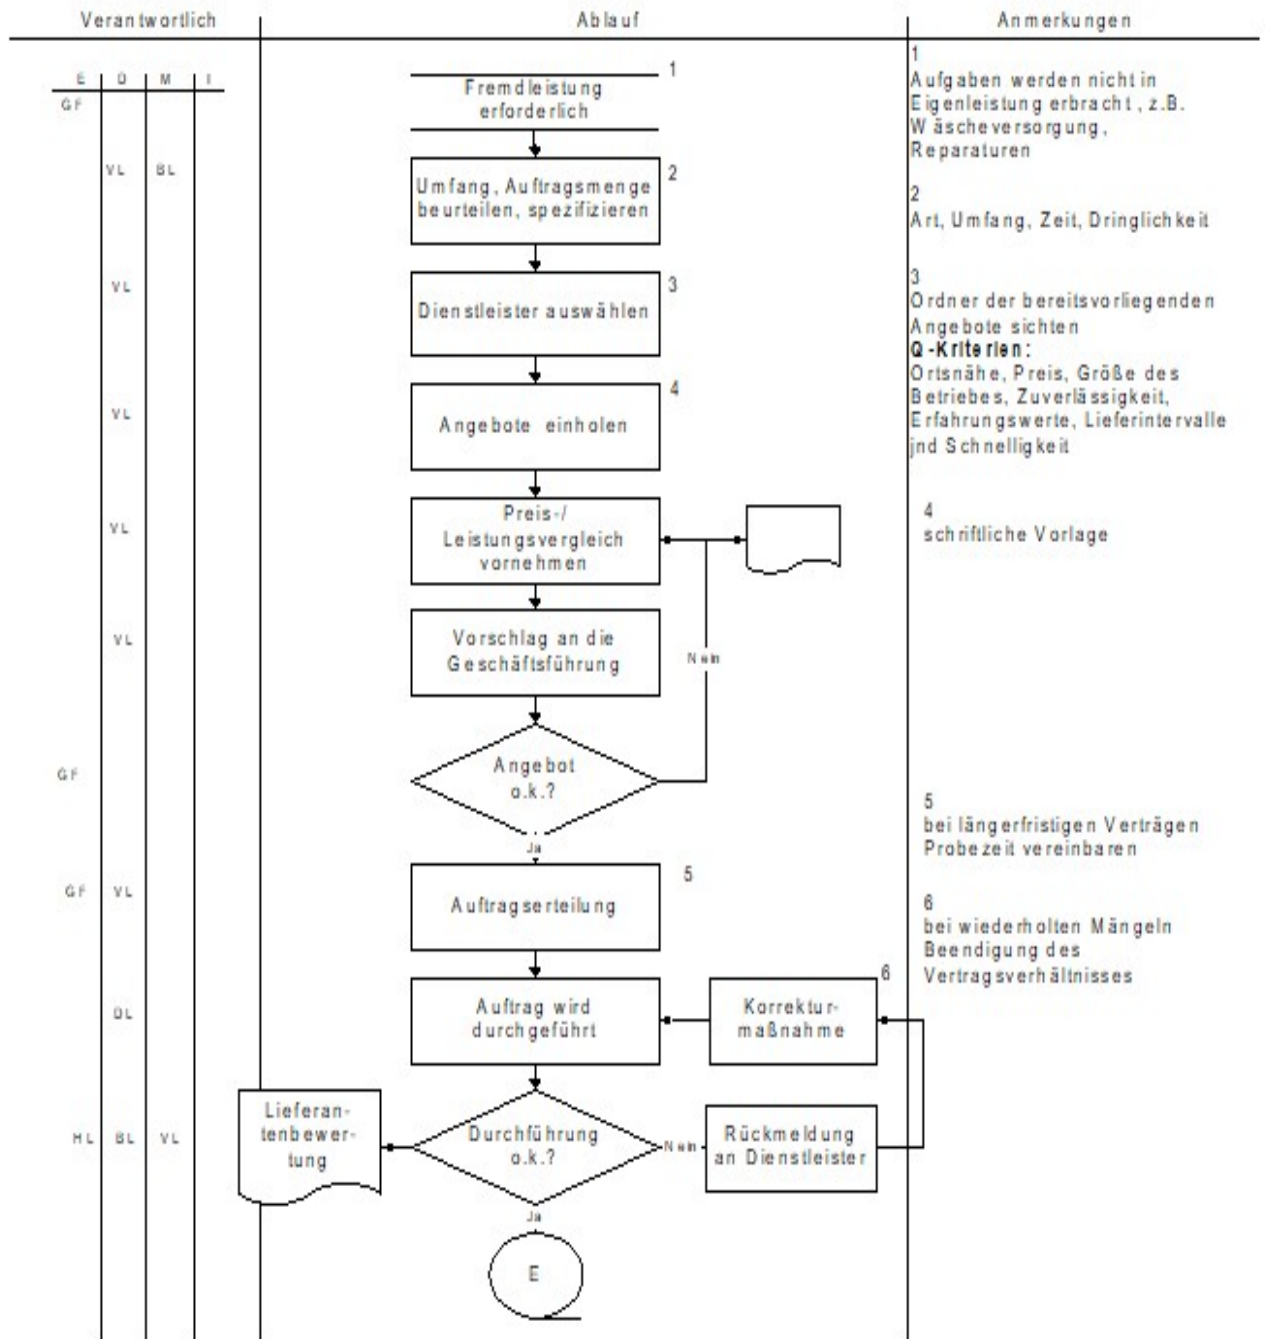 Verantwortlich Ablauf Anmerkungen
E D M I
GF
1
Fremdleistung
erforderlich
1
Aufgaben werden nicht in
Eigenleistung erbracht, z.B.
Wäscheversorgung,
Reparaturen
VL BL
2
Umfang, Auftragsmenge
beurteilen, spezifizieren
2
Art, Umfang, Zeit, Dringlichkeit
VL
3
Dienstleister auswählen
3
Ordner der bereitsvorliegenden
Angebote sichten
Q-Kriterien:
Ortsnähe, Preis, Größe des
Betriebes, Zuverlässigkeit,
Erfahrungswerte, Lieferintervalle
jnd Schnelligkeit
VL
4
Angebote einholen
4
schriftliche Vorlage
VL
Preis-/
Leistungsvergleich
vornehmen
VL
Vorschlag an die
Geschäftsführung
Nein
GF
Angebot
o.k.?
Ja
5
bei längerfristigen Verträgen
Probezeit vereinbaren
GF VL
5
Auftragserteilung
6
bei wiederholten Mängeln
Beendigung des
Vertragsverhältnisses
DL
Auftrag wird
durchgeführt
6
Korrektur-
maßnahme
HL BL VL
Lieferan-
tenbewer-
tung
Durchführung
o.k.?
Nein
Rückmeldung
an Dienstleister
Ja
E